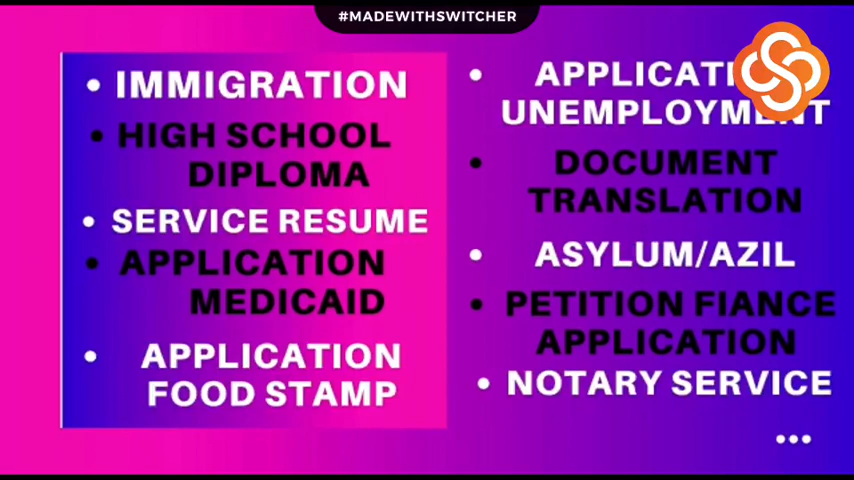 #MADEWITHSWITCHER
• IMMIGRATION
• HIGH SCHOOL
DIPLOMA
• SERVICE RESUME
• APPLICATION
MEDICAID
• APPLICATION
FOOD STAMP
• APPLICATI
UNEMPLOYMENT
• DOCUMENT
TRANSLATION
• ASYLUM/AZIL
• PETITION FIANCE
APPLICATION
• NOTARY SERVICE
...